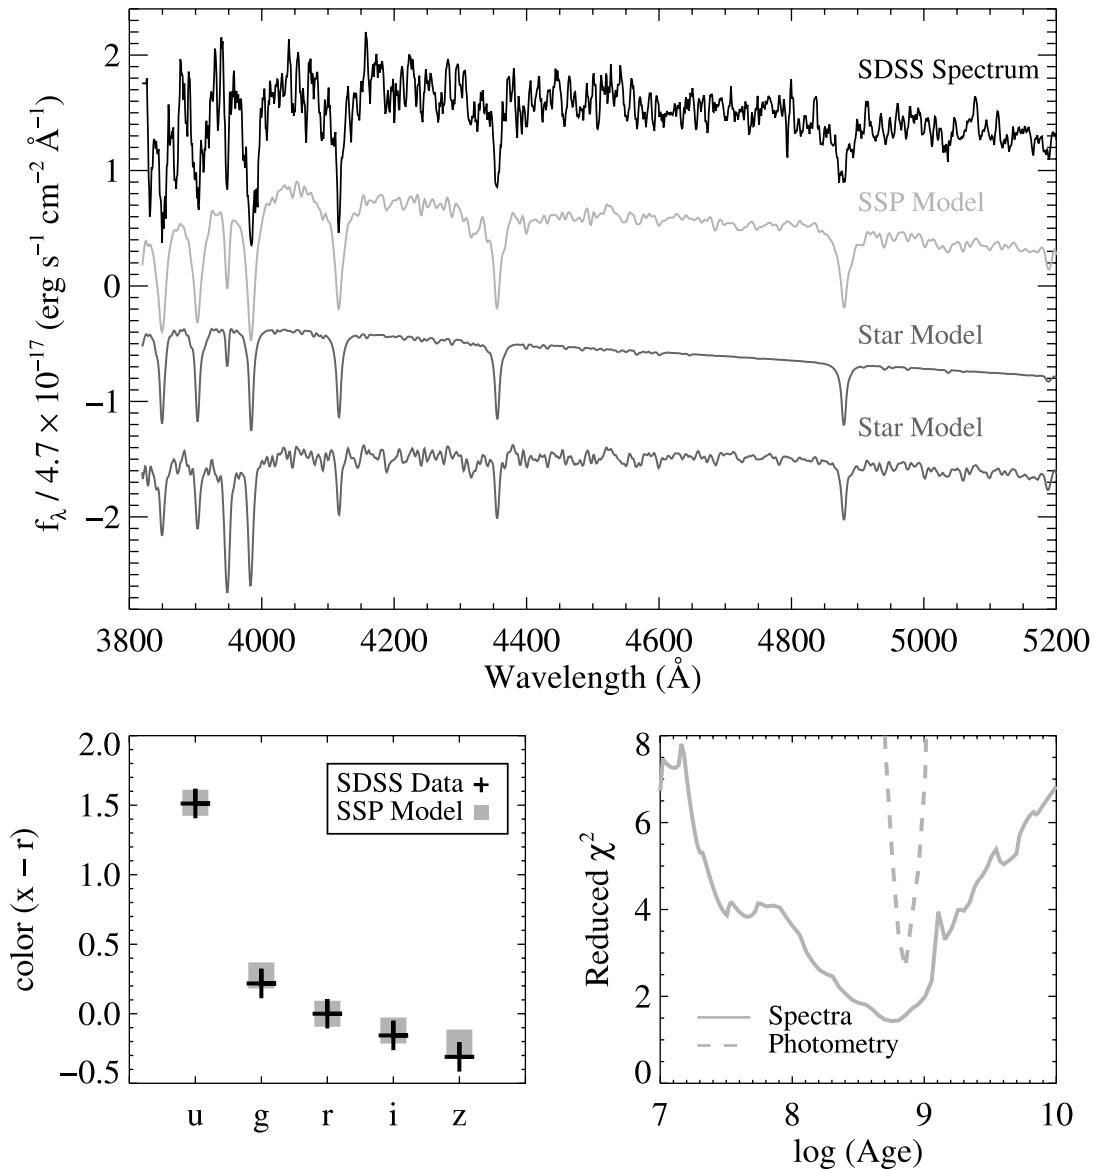 2
1
0
−1
−2
f_λ / 4.7 × 10⁻¹⁷ (erg s⁻¹ cm⁻² Å⁻¹)
SDSS Spectrum
SSP Model
Star Model
Star Model
3800 4000 4200 4400 4600 4800 5000 5200
Wavelength (Å)
2.0
1.5
1.0
0.5
0.0
−0.5
color (x − r)
SDSS Data
SSP Model
u g r i z
8
6
4
2
0
Reduced χ²
Spectra
Photometry
7 8 9 10
log (Age)